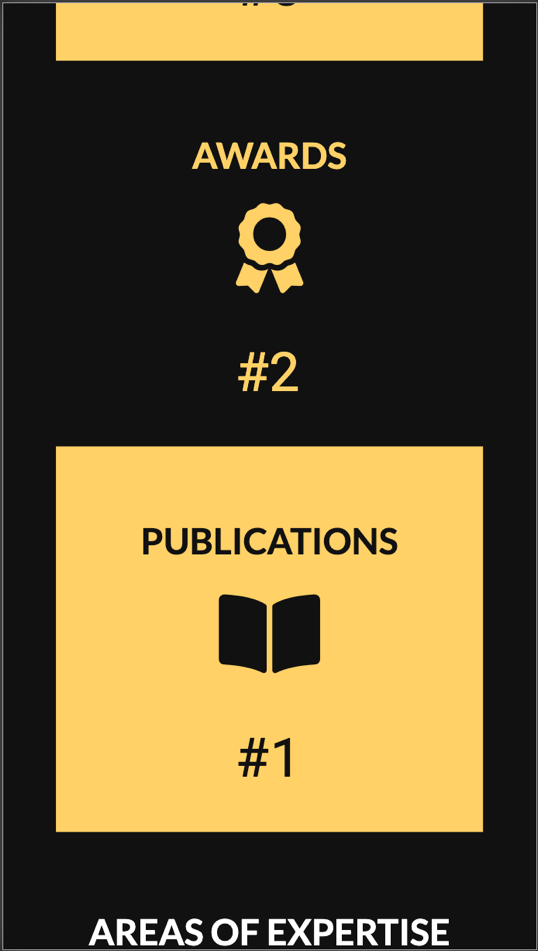 AWARDS
#2
PUBLICATIONS
#1
AREAS OF EXPERTISE